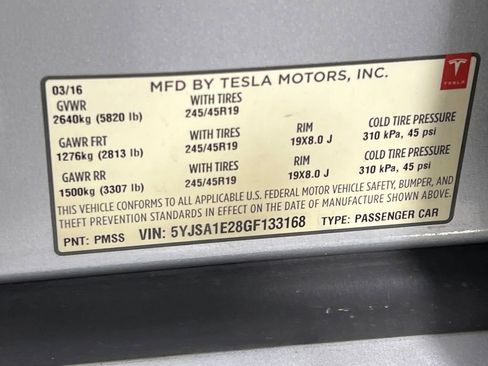 03/16 MFD BY TESLA MOTORS, INC.
TESLA
GVWR WITH TIRES
2640kg (5820 lb) 245/45R19
GAWR FRT WITH TIRES RIM COLD TIRE PRESSURE
1276kg (2813 lb) 245/45R19 19X8.0 J 310 kPa, 45 psi
GAWR RR WITH TIRES RIM COLD TIRE PRESSURE
1500kg (3307 lb) 245/45R19 19X8.0 J 310 kPa, 45 psi
THIS VEHICLE CONFORMS TO ALL APPLICABLE U.S. FEDERAL MOTOR VEHICLE SAFETY, BUMPER, AND
THEFT PREVENTION STANDARDS IN EFFECT ON THE DATE OF MANUFACTURE SHOWN ABOVE.
PNT: PMSS VIN: 5YJSA1E28GF133168 TYPE: PASSENGER CAR